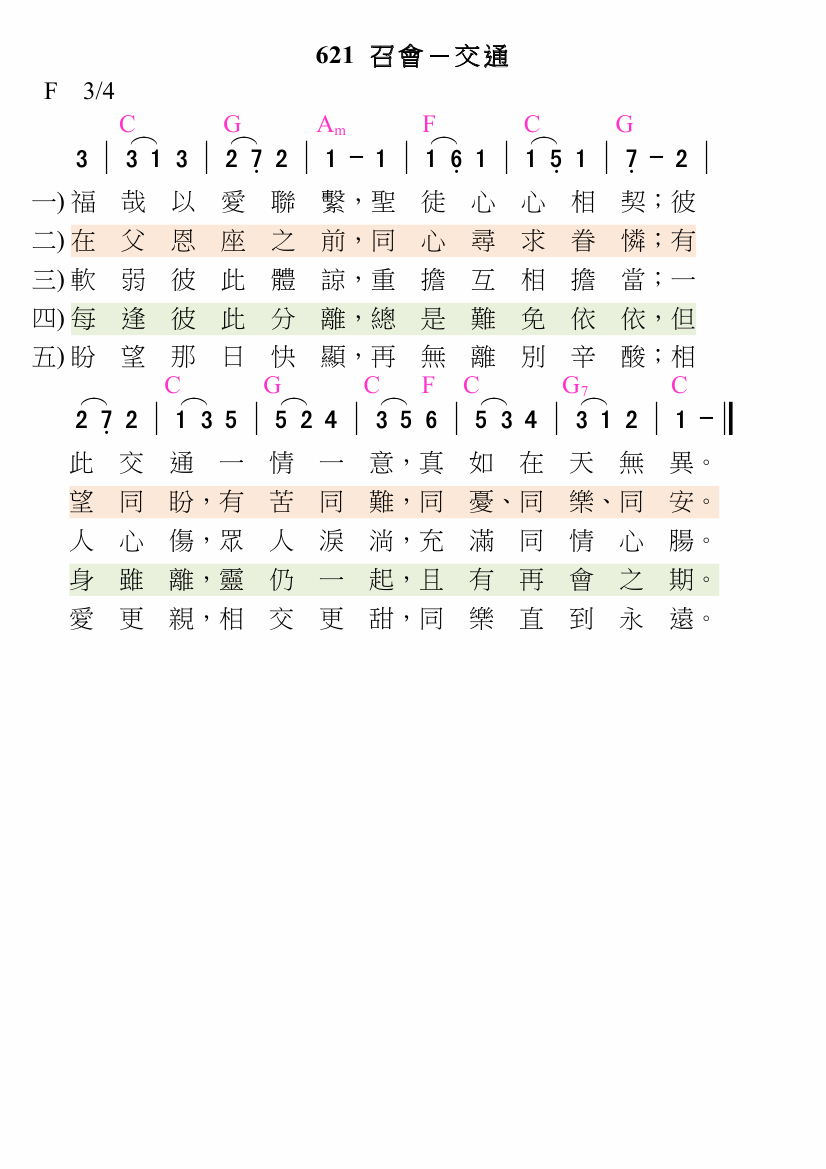 621 召會－交通
F 3/4
C G Am F C G
3 | 3 1 3 | 2 7̣ 2 | 1 － 1 | 1 6̣ 1 | 1 5̣ 1 | 7̣ － 2 |
一)福 哉 以 愛 聯 繫，聖 徒 心 心 相 契；彼
二)在 父 恩 座 之 前，同 心 尋 求 眷 憐；有
三)軟 弱 彼 此 體 諒，重 擔 互 相 擔 當；一
四)每 逢 彼 此 分 離，總 是 難 免 依 依，但
五)盼 望 那 日 快 顯，再 無 離 別 辛 酸；相
C G C F C G7 C
2 7̣ 2 | 1 3 5 | 5 2 4 | 3 5 6 | 5 3 4 | 3 1 2 | 1 － ‖
此 交 通 一 情 一 意，真 如 在 天 無 異。
望 同 盼，有 苦 同 難，同 憂、同 樂、同 安。
人 心 傷，眾 人 淚 淌，充 滿 同 情 心 腸。
身 雖 離，靈 仍 一 起，且 有 再 會 之 期。
愛 更 親，相 交 更 甜，同 樂 直 到 永 遠。